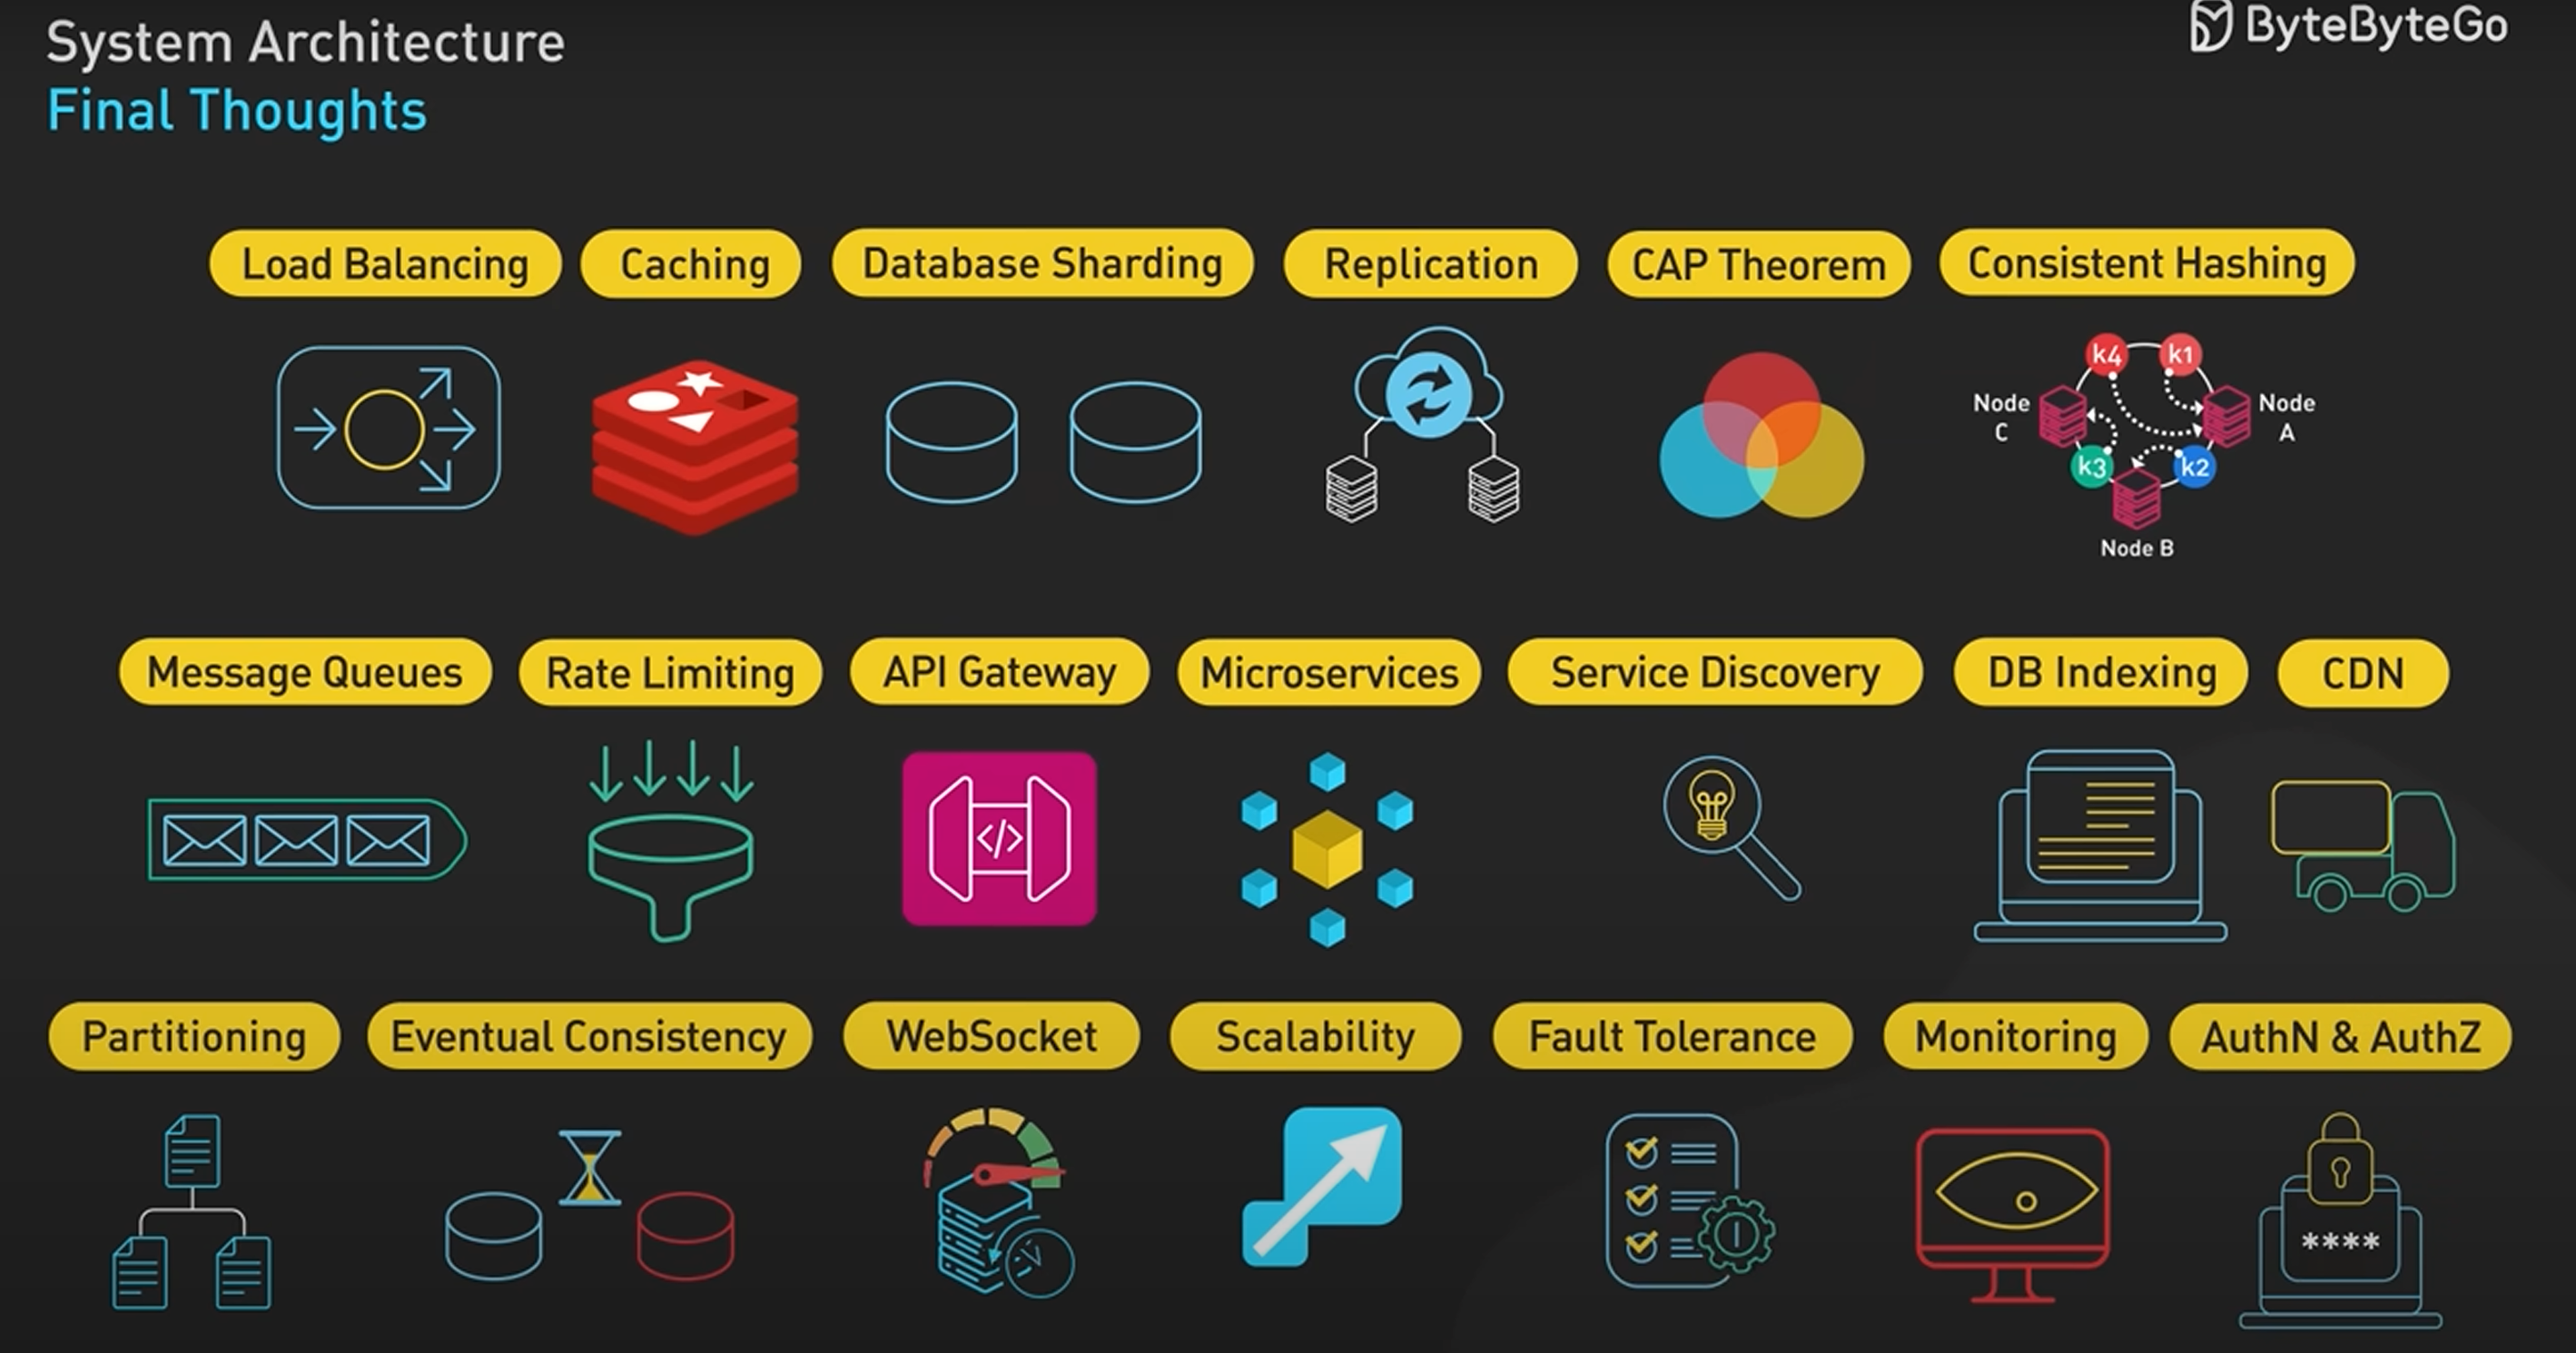 System Architecture
ByteByteGo
Final Thoughts
Load Balancing
Caching
Database Sharding
Replication
CAP Theorem
Consistent Hashing
k4
k1
Node
C
Node
A
k3
k2
Node B
Message Queues
Rate Limiting
API Gateway
Microservices
Service Discovery
DB Indexing
CDN
</>
Partitioning
Eventual Consistency
WebSocket
Scalability
Fault Tolerance
Monitoring
AuthN & AuthZ
****